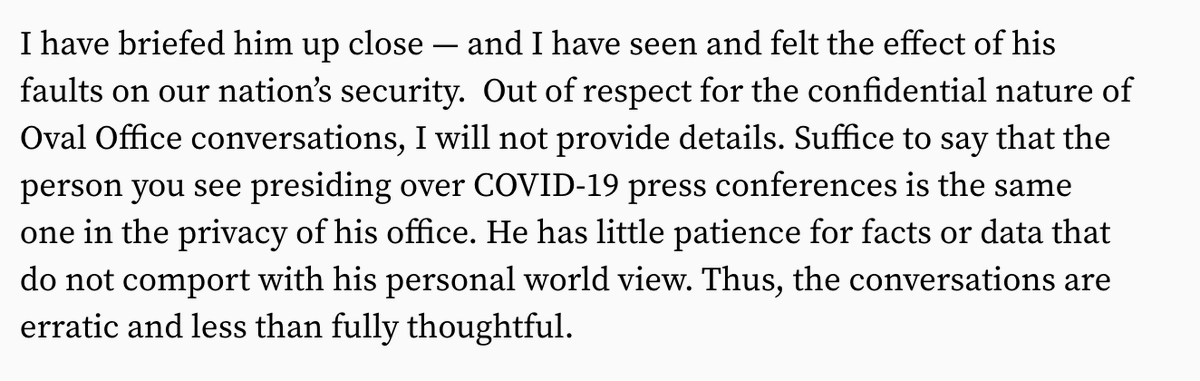 I have briefed him up close — and I have seen and felt the effect of his
faults on our nation’s security.  Out of respect for the confidential nature of
Oval Office conversations, I will not provide details. Suffice to say that the
person you see presiding over COVID-19 press conferences is the same
one in the privacy of his office. He has little patience for facts or data that
do not comport with his personal world view. Thus, the conversations are
erratic and less than fully thoughtful.